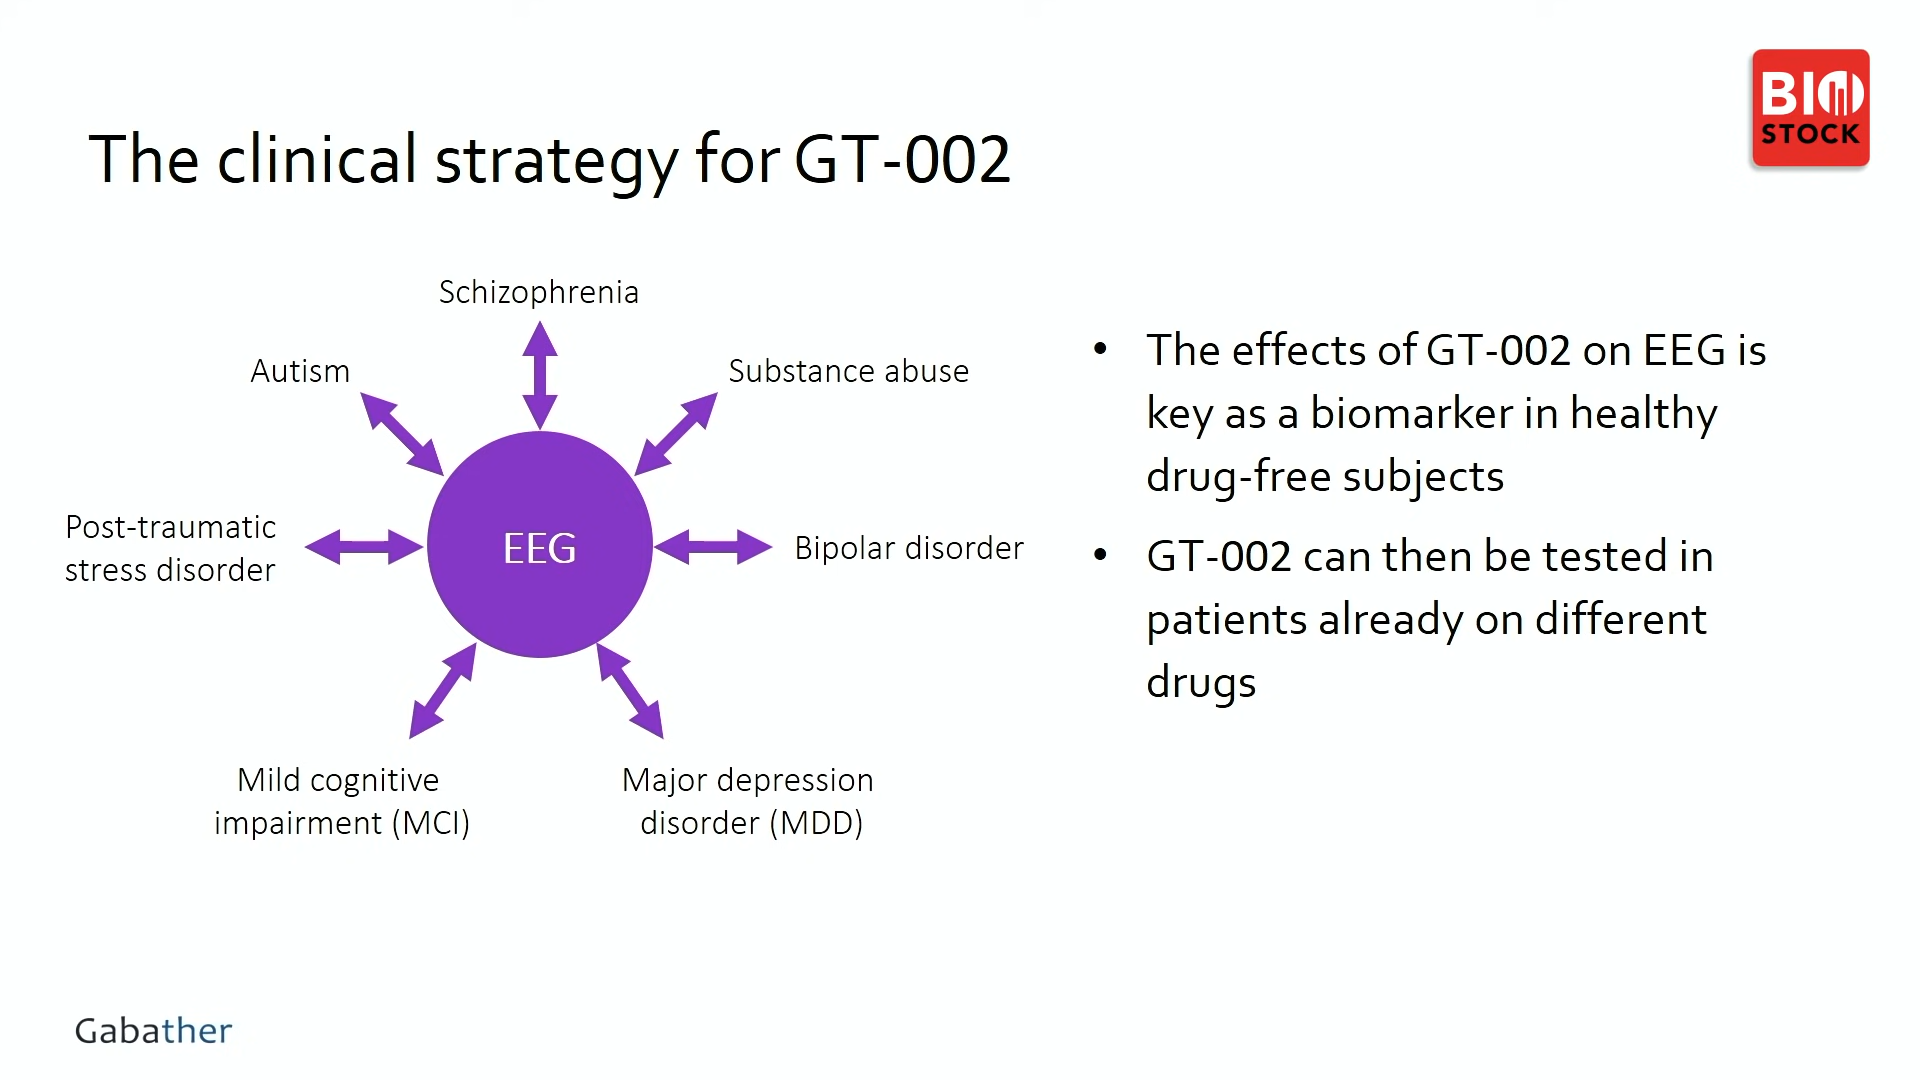 BIO
STOCK
The clinical strategy for GT-002
Schizophrenia
Autism
Substance abuse
Post-traumatic
stress disorder
EEG
Bipolar disorder
Mild cognitive
impairment (MCI)
Major depression
disorder (MDD)
• The effects of GT-002 on EEG is
key as a biomarker in healthy
drug-free subjects
• GT-002 can then be tested in
patients already on different
drugs
Gabather